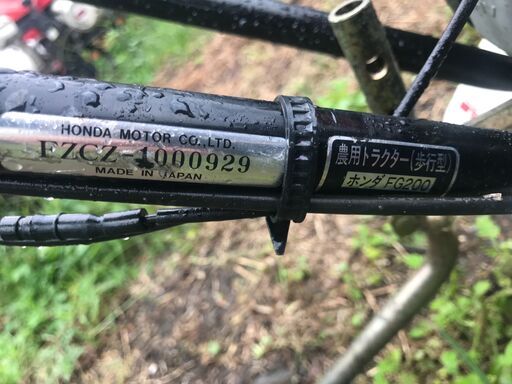 HONDA MOTOR CO., LTD.
FZCZ-1000929
MADE IN JAPAN
農用トラクター(歩行型)
ホンダ FG200